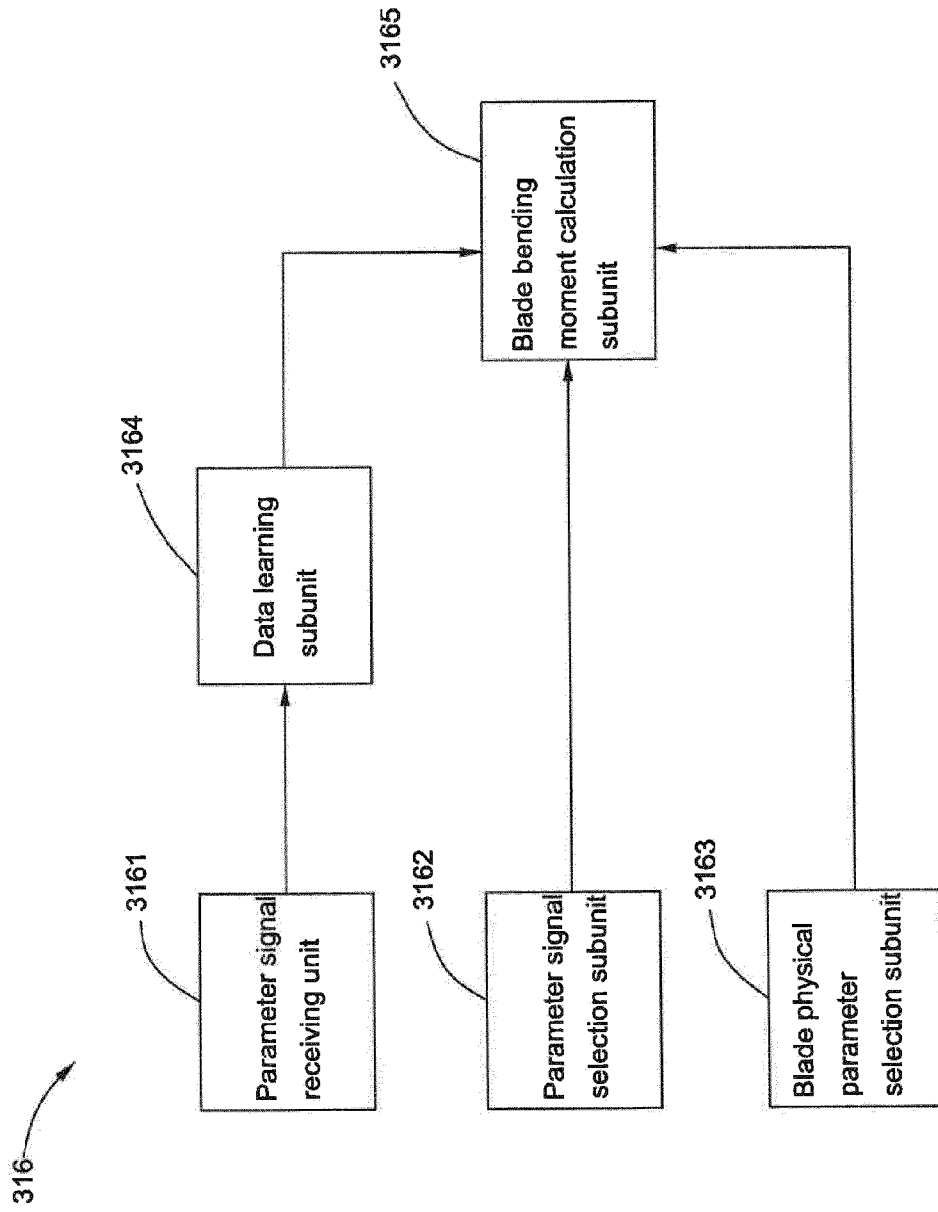 316
3161
Parameter signal
receiving unit
3164
Data learning
subunit
3162
Parameter signal
selection subunit
3165
Blade bending
moment calculation
subunit
3163
Blade physical
parameter
selection subunit